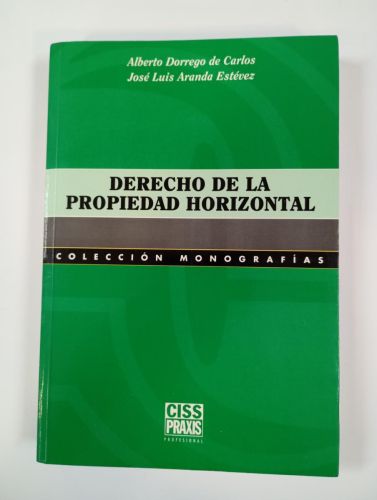 Alberto Dorrego de Carlos
José Luis Aranda Estévez
DERECHO DE LA
PROPIEDAD HORIZONTAL
COLECCIÓN MONOGRAFÍAS
CISS
PRAXIS
PROFESIONAL